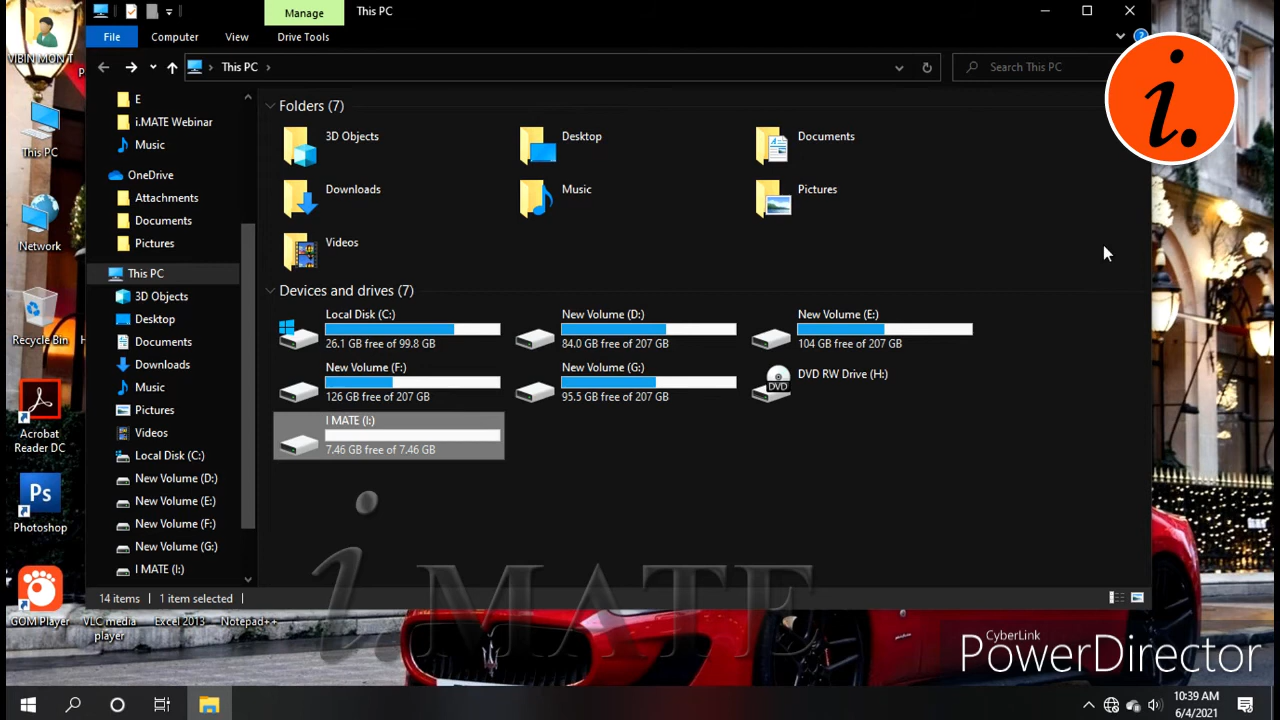 Manage
This PC
File
Computer
View
Drive Tools
This PC
Search This PC
E
i.MATE Webinar
Music
OneDrive
Attachments
Documents
Pictures
This PC
3D Objects
Desktop
Documents
Downloads
Music
Pictures
Videos
Local Disk (C:)
New Volume (D:)
New Volume (E:)
New Volume (F:)
New Volume (G:)
I MATE (I:)
Folders (7)
3D Objects
Desktop
Documents
Downloads
Music
Pictures
Videos
Devices and drives (7)
Local Disk (C:)
26.1 GB free of 99.8 GB
New Volume (D:)
84.0 GB free of 207 GB
New Volume (E:)
104 GB free of 207 GB
New Volume (F:)
126 GB free of 207 GB
New Volume (G:)
95.5 GB free of 207 GB
DVD
DVD RW Drive (H:)
I MATE (I:)
7.46 GB free of 7.46 GB
14 items
1 item selected
VIBIN MON T
This PC
Network
Recycle Bin
Acrobat
Reader DC
Ps
Photoshop
GOM Player
VLC media
player
Excel 2013
Notepad++
i.
i.MATE
CyberLink
PowerDirector
10:39 AM
6/4/2021